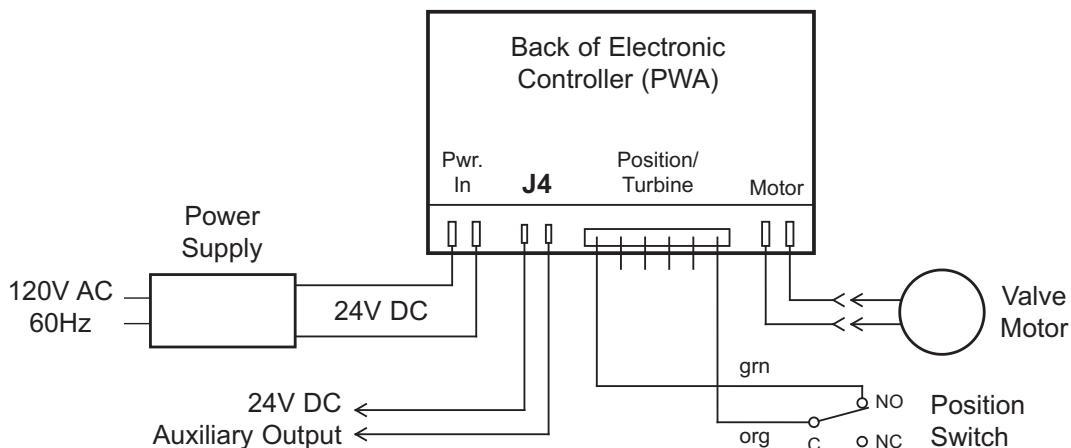 Back of Electronic
Controller (PWA)
Pwr.
In
J4
Position/
Turbine
Motor
Power
Supply
120V AC
60Hz
24V DC
Valve
Motor
grn
24V DC
Auxiliary Output
org
NO
C
NC
Position
Switch